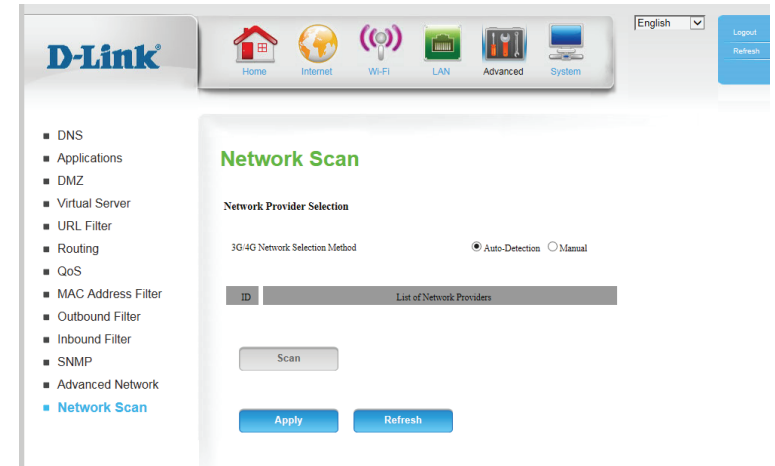 English
Logout
Refresh
D-Link
Home Internet Wi-Fi LAN Advanced System
DNS
Applications
DMZ
Virtual Server
URL Filter
Routing
QoS
MAC Address Filter
Outbound Filter
Inbound Filter
SNMP
Advanced Network
Network Scan
Network Scan
Network Provider Selection
3G/4G Network Selection Method Auto-Detection Manual
ID List of Network Providers
Scan
Apply Refresh